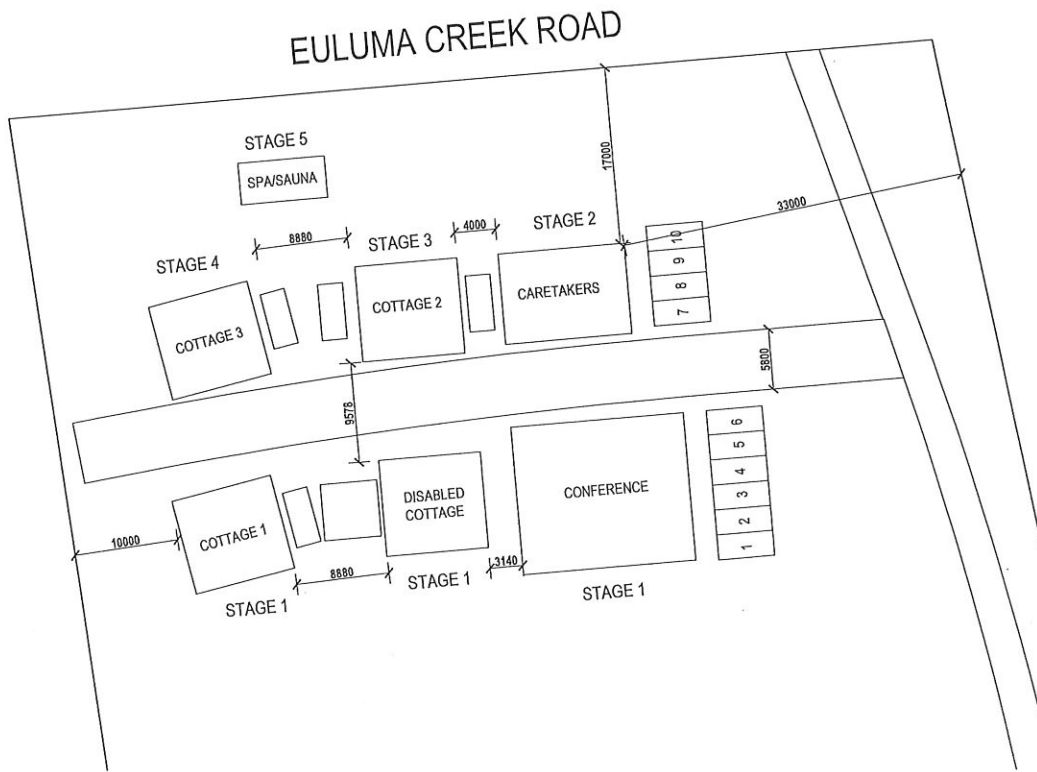 EULUMA CREEK ROAD
STAGE 5
SPA/SAUNA
17000
33000
8880
4000
STAGE 2
STAGE 3
STAGE 4
COTTAGE 3
COTTAGE 2
CARETAKERS
10
9
8
7
9578
5800
COTTAGE 1
DISABLED
COTTAGE
CONFERENCE
6
5
4
3
2
1
10000
8880
3140
STAGE 1
STAGE 1
STAGE 1